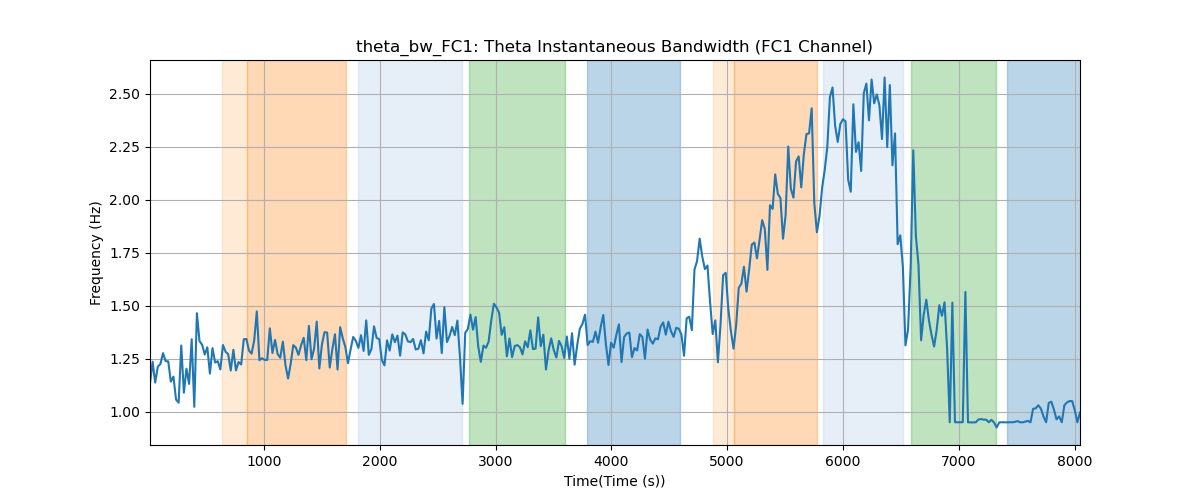 theta_bw_FC1: Theta Instantaneous Bandwidth (FC1 Channel)
Frequency (Hz)
2.50
2.25
2.00
1.75
1.50
1.25
1.00
1000 2000 3000 4000 5000 6000 7000 8000
Time(Time (s))